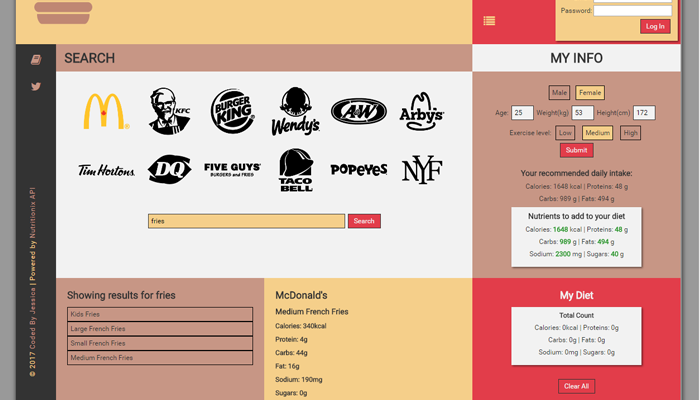 Password:
Log In
SEARCH
MY INFO
KFC
BURGER KING
Wendy's
A&W
Arby's
Male Female
Age: 25 Weight(kg) 53 Height(cm) 172
Exercise level: Low Medium High
Submit
Tim Hortons.
DQ
FIVE GUYS
BURGERS and FRIES
TACO BELL
POPEYES
NYF
Your recommended daily intake:
Calories: 1648 kcal | Proteins: 48 g
Carbs: 989 g | Fats: 494 g
fries
Search
Nutrients to add to your diet
Calories: 1648 kcal | Proteins: 48 g
Carbs: 989 g | Fats: 494 g
Sodium: 2300 mg | Sugars: 40 g
© 2017 Coded By Jessica | Powered by Nutritionix API
Showing results for fries
Kids Fries
Large French Fries
Small French Fries
Medium French Fries
McDonald's
Medium French Fries
Calories: 340kcal
Protein: 4g
Carbs: 44g
Fat: 16g
Sodium: 190mg
Sugars: 0g
My Diet
Total Count
Calories: 0kcal | Proteins: 0g
Carbs: 0g | Fats: 0g
Sodium: 0mg | Sugars: 0g
Clear All